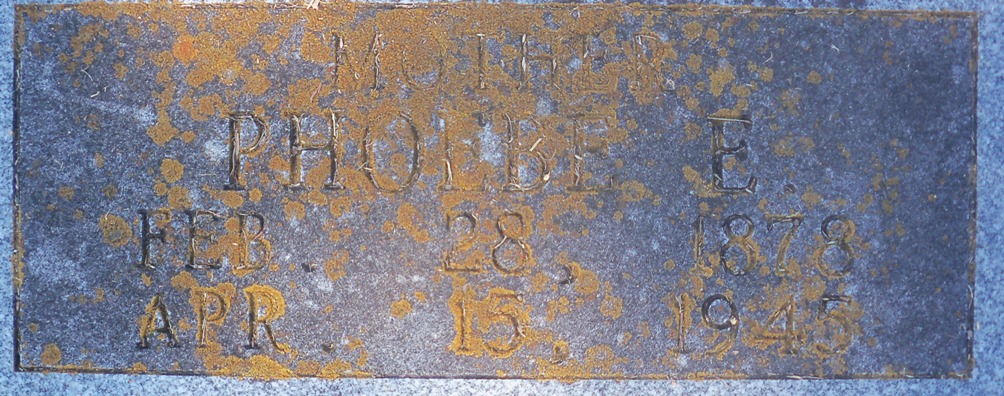 MOTHER
PHOEBE E.
FEB. 28, 1878
APR. 15, 1945